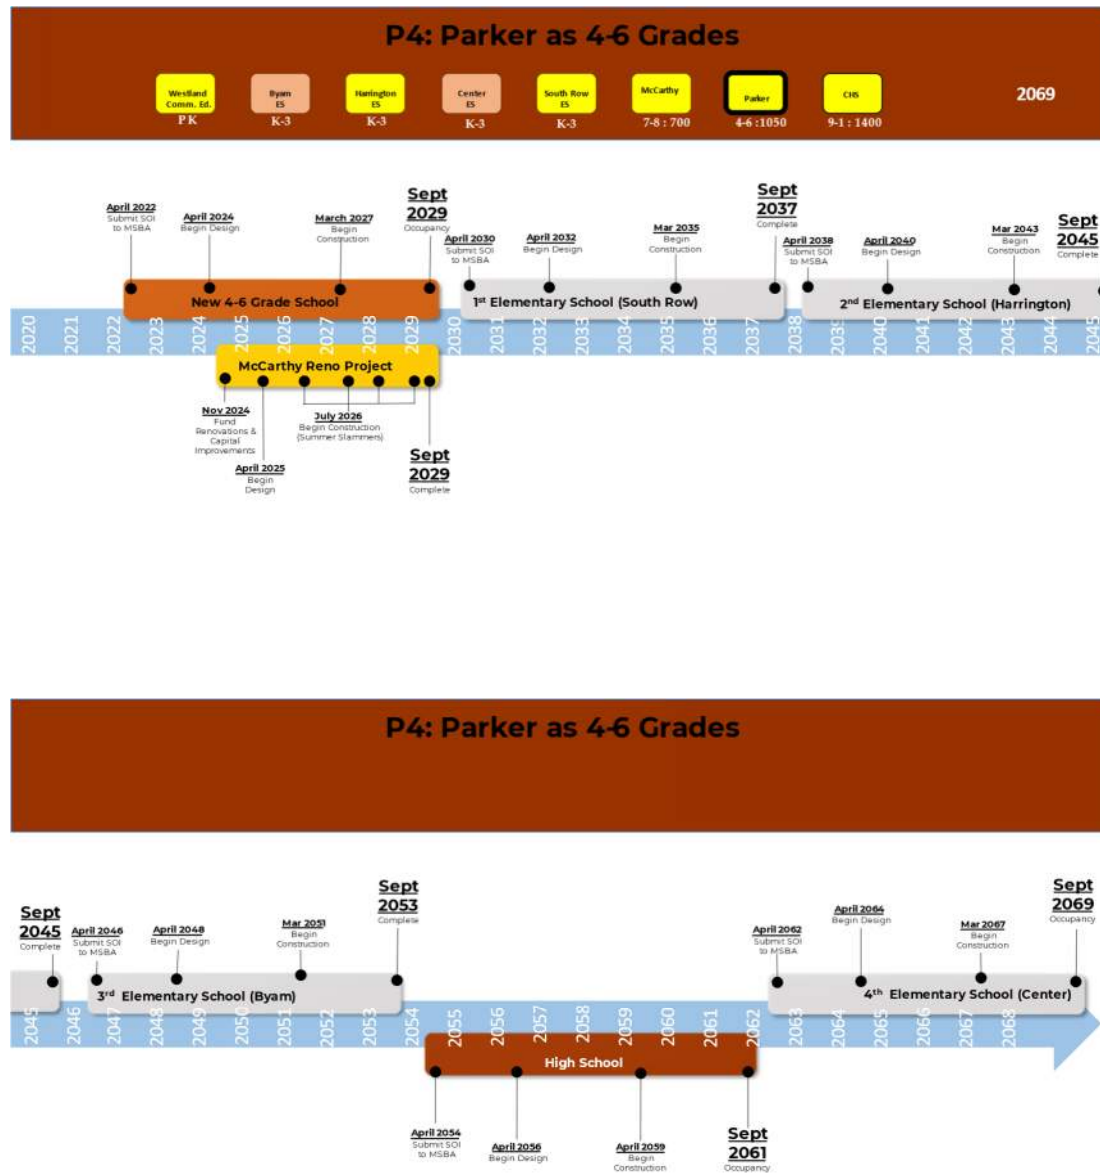 P4: Parker as 4-6 Grades
Westland
Comm. Ed.
Byam
ES
Harrington
ES
Center
ES
South Row
ES
McCarthy
Parker
CHS
2069
P K
K-3
K-3
K-3
K-3
7-8 : 700
4-6 :1050
9-1 : 1400
April 2022
Submit SOI
to MSBA
April 2024
Begin Design
March 2027
Begin
Construction
Sept
2029
Occupancy
April 2030
Submit SOI
to MSBA
April 2032
Begin Design
Mar 2035
Begin
Construction
Sept
2037
Complete
April 2038
Submit SOI
to MSBA
April 2040
Begin Design
Mar 2043
Begin
Construction
Sept
2045
Complete
New 4-6 Grade School
1st Elementary School (South Row)
2nd Elementary School (Harrington)
2020
2021
2022
2023
2024
2025
2026
2027
2028
2029
2030
2031
2032
2033
2034
2035
2036
2037
2038
2039
2040
2041
2042
2043
2044
2045
McCarthy Reno Project
Nov 2024
Fund
Renovations &
Capital
Improvements
April 2025
Begin
Design
July 2026
Begin Construction
(Summer Slammers)
Sept
2029
Complete
P4: Parker as 4-6 Grades
Sept
2045
Complete
April 2046
Submit SOI
to MSBA
April 2048
Begin Design
Mar 2051
Begin
Construction
Sept
2053
Complete
April 2062
Submit SOI
to MSBA
April 2064
Begin Design
Mar 2067
Begin
Construction
Sept
2069
Occupancy
3rd Elementary School (Byam)
4th Elementary School (Center)
2045
2046
2047
2048
2049
2050
2051
2052
2053
2054
2055
2056
2057
2058
2059
2060
2061
2062
2063
2064
2065
2066
2067
2068
High School
April 2054
Submit SOI
to MSBA
April 2056
Begin Design
April 2059
Begin
Construction
Sept
2061
Occupancy